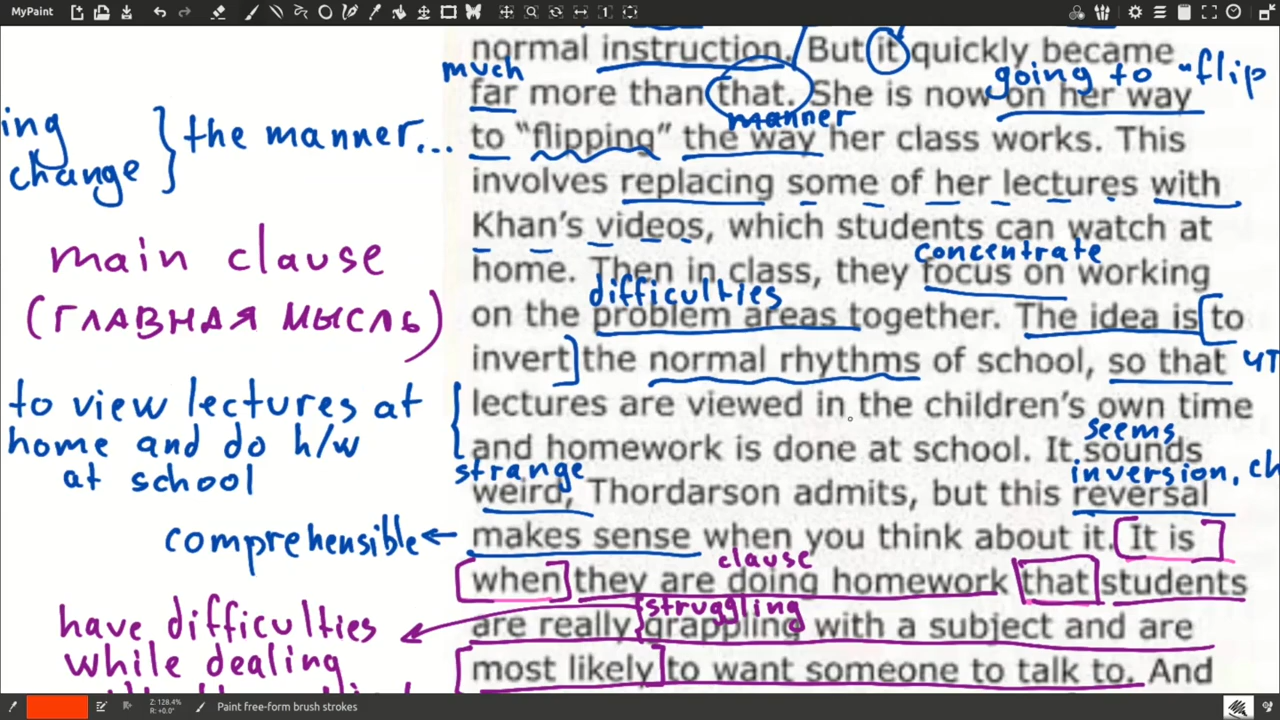 MyPaint
normal instruction. But it quickly became
much
going to "flip
far more than that. She is now on her way
ing
change
the manner...
manner
to “flipping” the way her class works. This
involves replacing some of her lectures with
Khan’s videos, which students can watch at
concentrate
home. Then in class, they focus on working
difficulties
on the problem areas together. The idea is to
main clause
(ГЛАВНАЯ МЫСЛЬ)
invert the normal rhythms of school, so that
to view lectures at
home and do h/w
at school
lectures are viewed in the children’s own time
seems
and homework is done at school. It sounds
strange
inversion, ch
weird, Thordarson admits, but this reversal
comprehensible
makes sense when you think about it. It is
clause
when they are doing homework that students
struggling
have difficulties
while dealing
are really grappling with a subject and are
most likely to want someone to talk to. And
Z: 128.4%
R: +0.0°
Paint free-form brush strokes